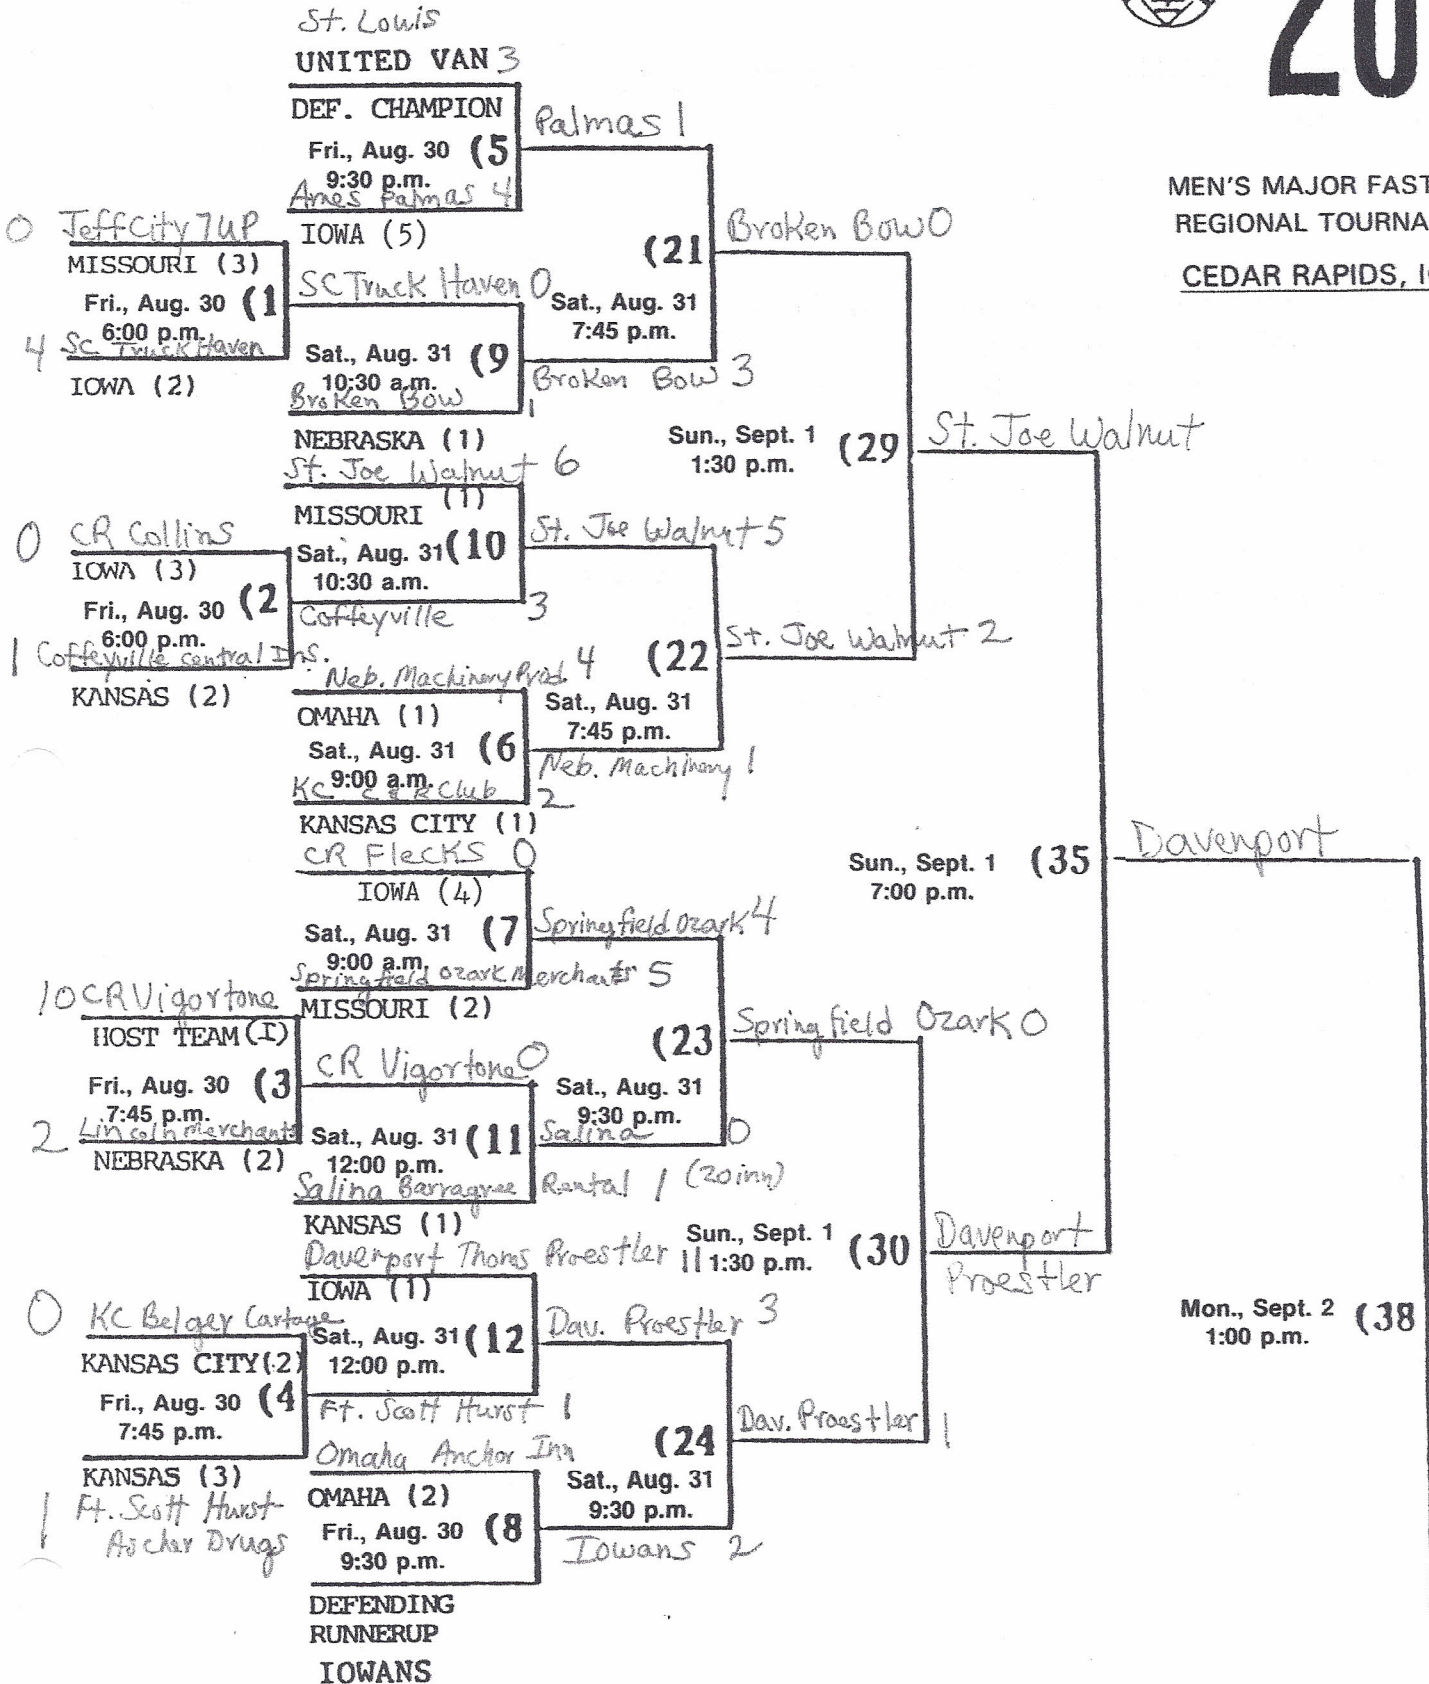 St. Louis
20
UNITED VAN 3
DEF. CHAMPION
Palmas 1
Fri., Aug. 30 (5
9:30 p.m.
Ames Palmas 4
IOWA (5)
MEN'S MAJOR FAST
REGIONAL TOURNA
CEDAR RAPIDS, I
0 Jeff City 7UP
MISSOURI (3)
Fri., Aug. 30 (1
6:00 p.m.
4 SC Truck Haven
IOWA (2)
SC Truck Haven 0
Sat., Aug. 31 (9
10:30 a.m.
Broken Bow 1
NEBRASKA (1)
(21
Sat., Aug. 31
7:45 p.m.
Broken Bow 3
Broken Bow 0
St. Joe Walnut 6
MISSOURI (1)
Sat., Aug. 31 (10
10:30 a.m.
Coffeyville 3
0 CR Collins
IOWA (3)
Fri., Aug. 30 (2
6:00 p.m.
1 Coffeyville central Ins.
KANSAS (2)
St. Joe Walnut 5
Neb. Machinery Prod. 4
OMAHA (1)
Sat., Aug. 31 (6
9:00 a.m.
KC Club 2
KANSAS CITY (1)
(22
Sat., Aug. 31
7:45 p.m.
Neb. Machinery 1
St. Joe Walnut 2
Sun., Sept. 1 (29
1:30 p.m.
St. Joe Walnut
CR Flecks 0
IOWA (4)
Sat., Aug. 31 (7
9:00 a.m.
Springfield Ozark Merchants 5
MISSOURI (2)
Springfield Ozark 4
10 CR Vigortone
HOST TEAM (I)
Fri., Aug. 30 (3
7:45 p.m.
2 Lincoln Merchants
NEBRASKA (2)
CR Vigortone 0
Sat., Aug. 31 (11
12:00 p.m.
Salina Barragree Rental 1 (20 inn)
KANSAS (1)
(23
Sat., Aug. 31
9:30 p.m.
Salina 0
Springfield Ozark 0
Sun., Sept. 1 (35
7:00 p.m.
Davenport
Davenport Thoms Proestler 11
IOWA (1)
Sat., Aug. 31 (12
12:00 p.m.
Ft. Scott Hurst 1
0 KC Belger Cartage
KANSAS CITY (2)
Fri., Aug. 30 (4
7:45 p.m.
KANSAS (3)
1 Ft. Scott Hurst
Ascher Drugs
Dav. Proestler 3
Sun., Sept. 1 (30
1:30 p.m.
Davenport
Proestler
Omaha Anchor Inn
OMAHA (2)
Fri., Aug. 30 (8
9:30 p.m.
DEFENDING
RUNNERUP
IOWANS
(24
Sat., Aug. 31
9:30 p.m.
Iowans 2
Dav. Proestler 1
Mon., Sept. 2 (38
1:00 p.m.